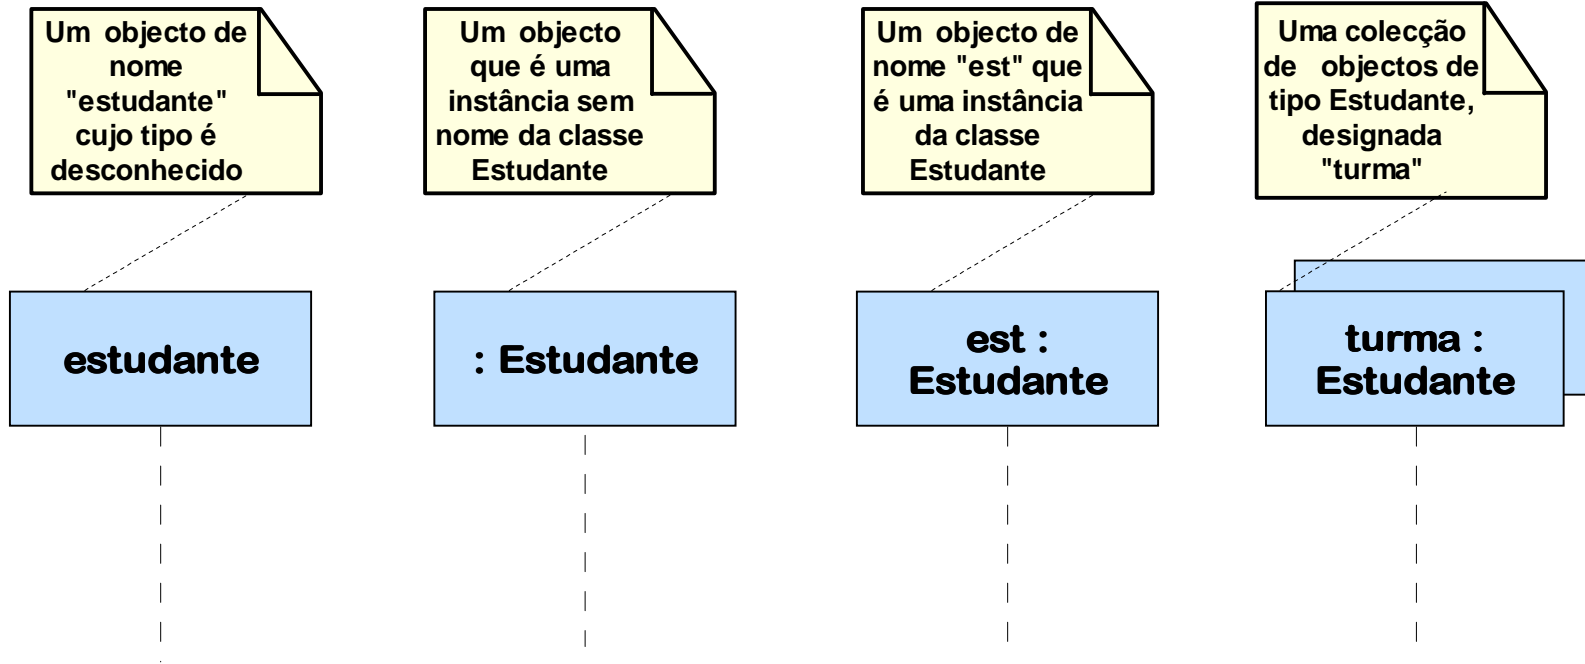 Um objecto de
nome
"estudante"
cujo tipo é
desconhecido
Um objecto
que é uma
instância sem
nome da classe
Estudante
Um objecto de
nome "est" que
é uma instância
da classe
Estudante
Uma colecção
de objectos de
tipo Estudante,
designada
"turma"
estudante
: Estudante
est :
Estudante
turma :
Estudante